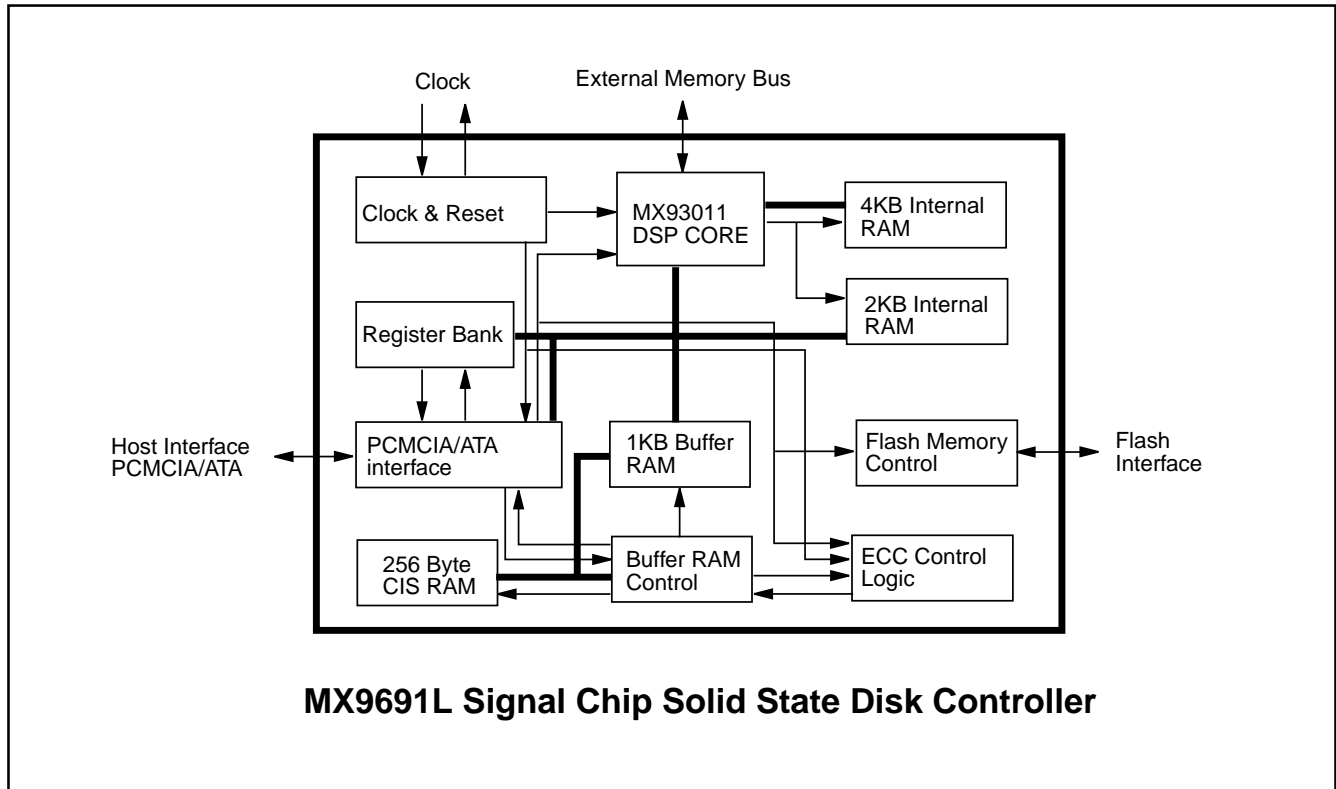 Clock
External Memory Bus
Clock & Reset
MX93011
DSP CORE
4KB Internal
RAM
2KB Internal
RAM
Register Bank
Host Interface
PCMCIA/ATA
PCMCIA/ATA
interface
1KB Buffer
RAM
Flash Memory
Control
Flash
Interface
256 Byte
CIS RAM
Buffer RAM
Control
ECC Control
Logic
MX9691L Signal Chip Solid State Disk Controller